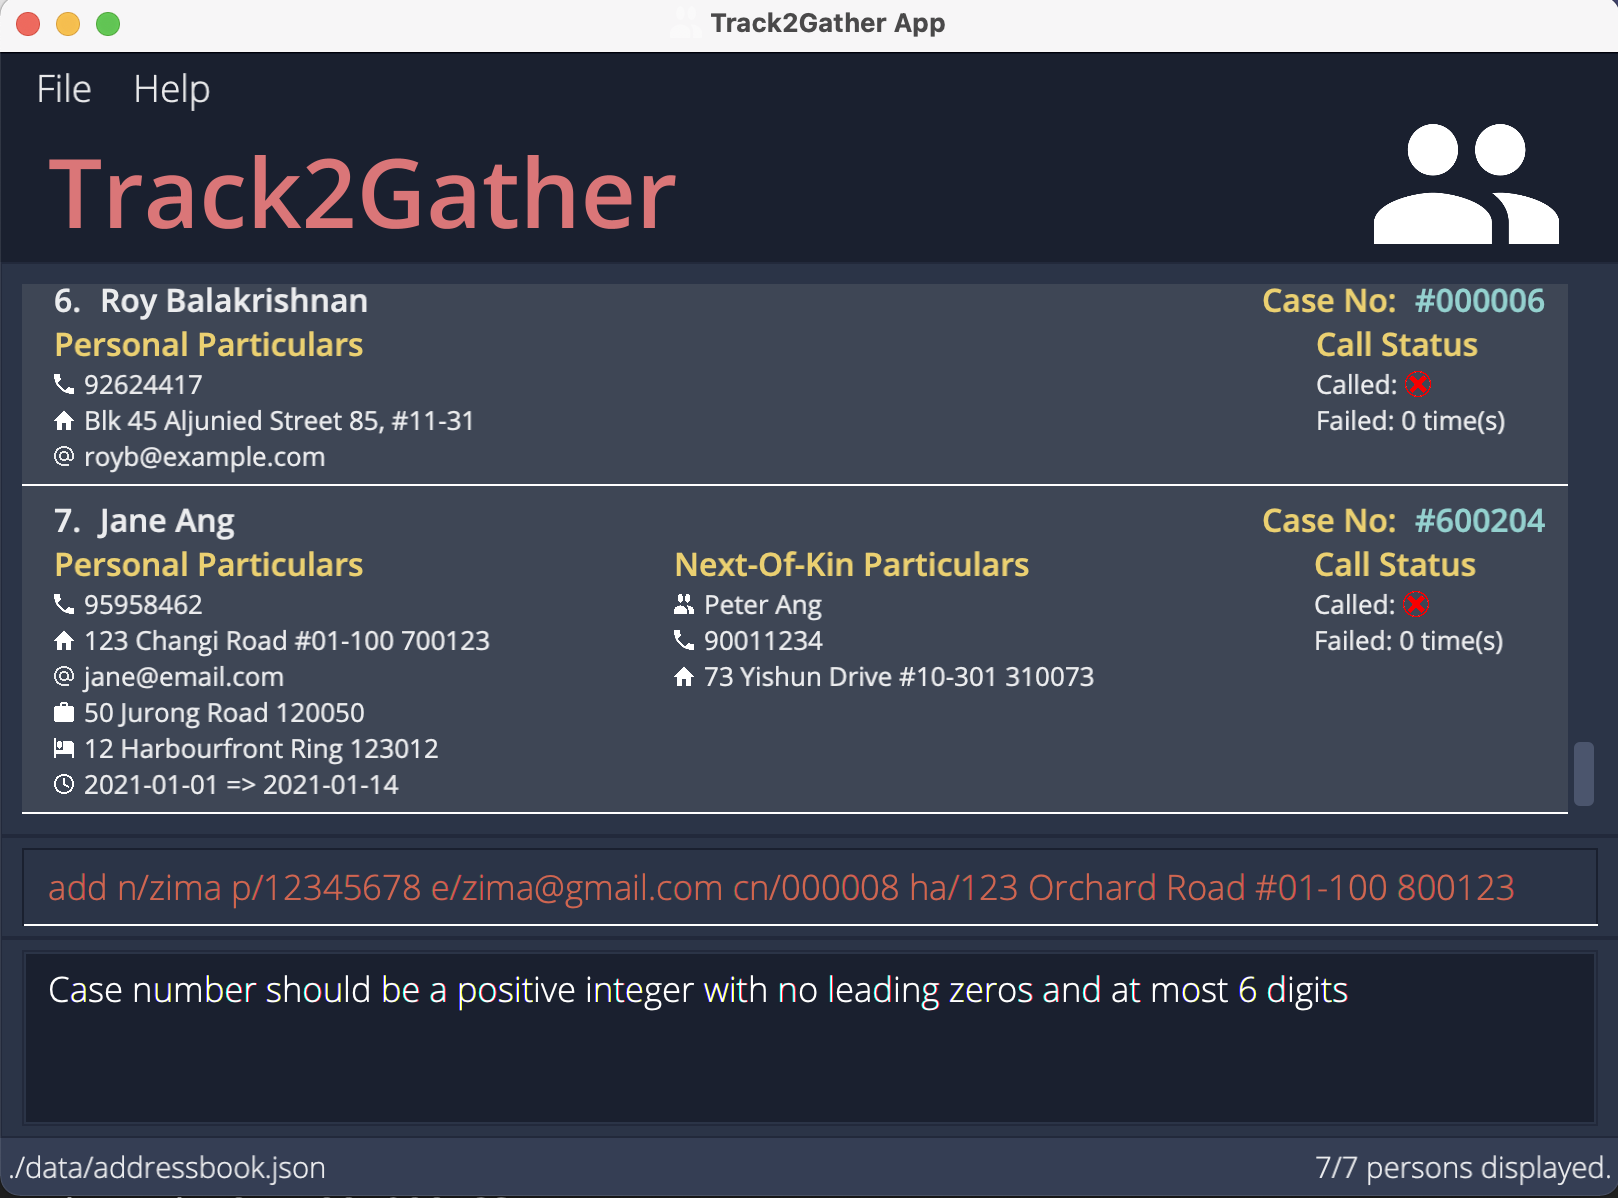 Track2Gather App
File Help
Track2Gather
6. Roy Balakrishnan Case No: #000006
Personal Particulars Call Status
92624417 Called:
Blk 45 Aljunied Street 85, #11-31 Failed: 0 time(s)
royb@example.com
7. Jane Ang Case No: #600204
Personal Particulars Next-Of-Kin Particulars Call Status
95958462 Peter Ang Called:
123 Changi Road #01-100 700123 90011234 Failed: 0 time(s)
jane@email.com 73 Yishun Drive #10-301 310073
50 Jurong Road 120050
12 Harbourfront Ring 123012
2021-01-01 => 2021-01-14
add n/zima p/12345678 e/zima@gmail.com cn/000008 ha/123 Orchard Road #01-100 800123
Case number should be a positive integer with no leading zeros and at most 6 digits
./data/addressbook.json 7/7 persons displayed.